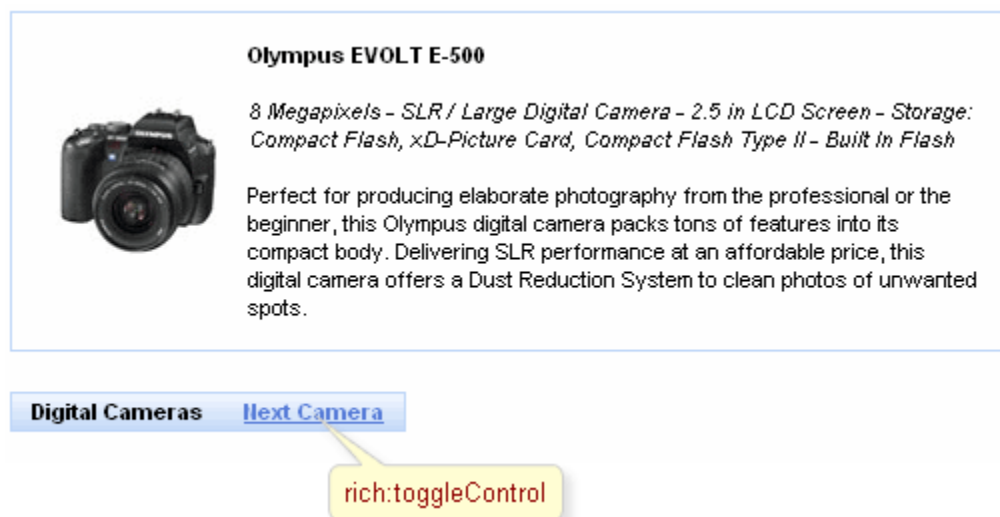 Olympus EVOLT E-500
8 Megapixels - SLR / Large Digital Camera - 2.5 in LCD Screen - Storage:
Compact Flash, xD-Picture Card, Compact Flash Type II - Built In Flash
Perfect for producing elaborate photography from the professional or the
beginner, this Olympus digital camera packs tons of features into its
compact body. Delivering SLR performance at an affordable price, this
digital camera offers a Dust Reduction System to clean photos of unwanted
spots.
Digital Cameras Next Camera
rich:toggleControl